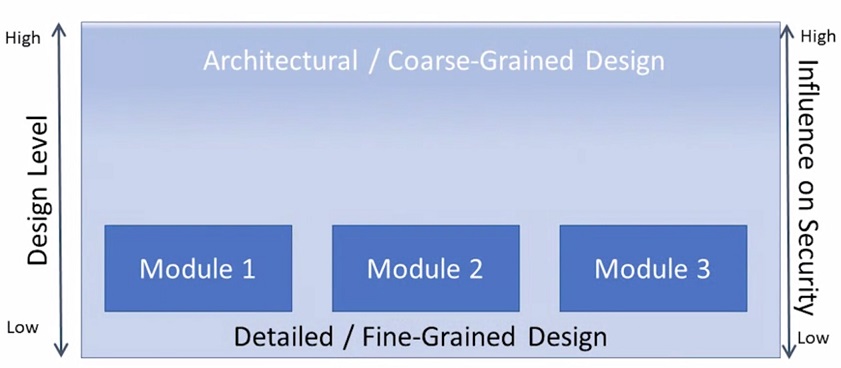 High
High
Architectural / Coarse-Grained Design
Design Level
Influence on Security
Module 1
Module 2
Module 3
Low
Detailed / Fine-Grained Design
Low